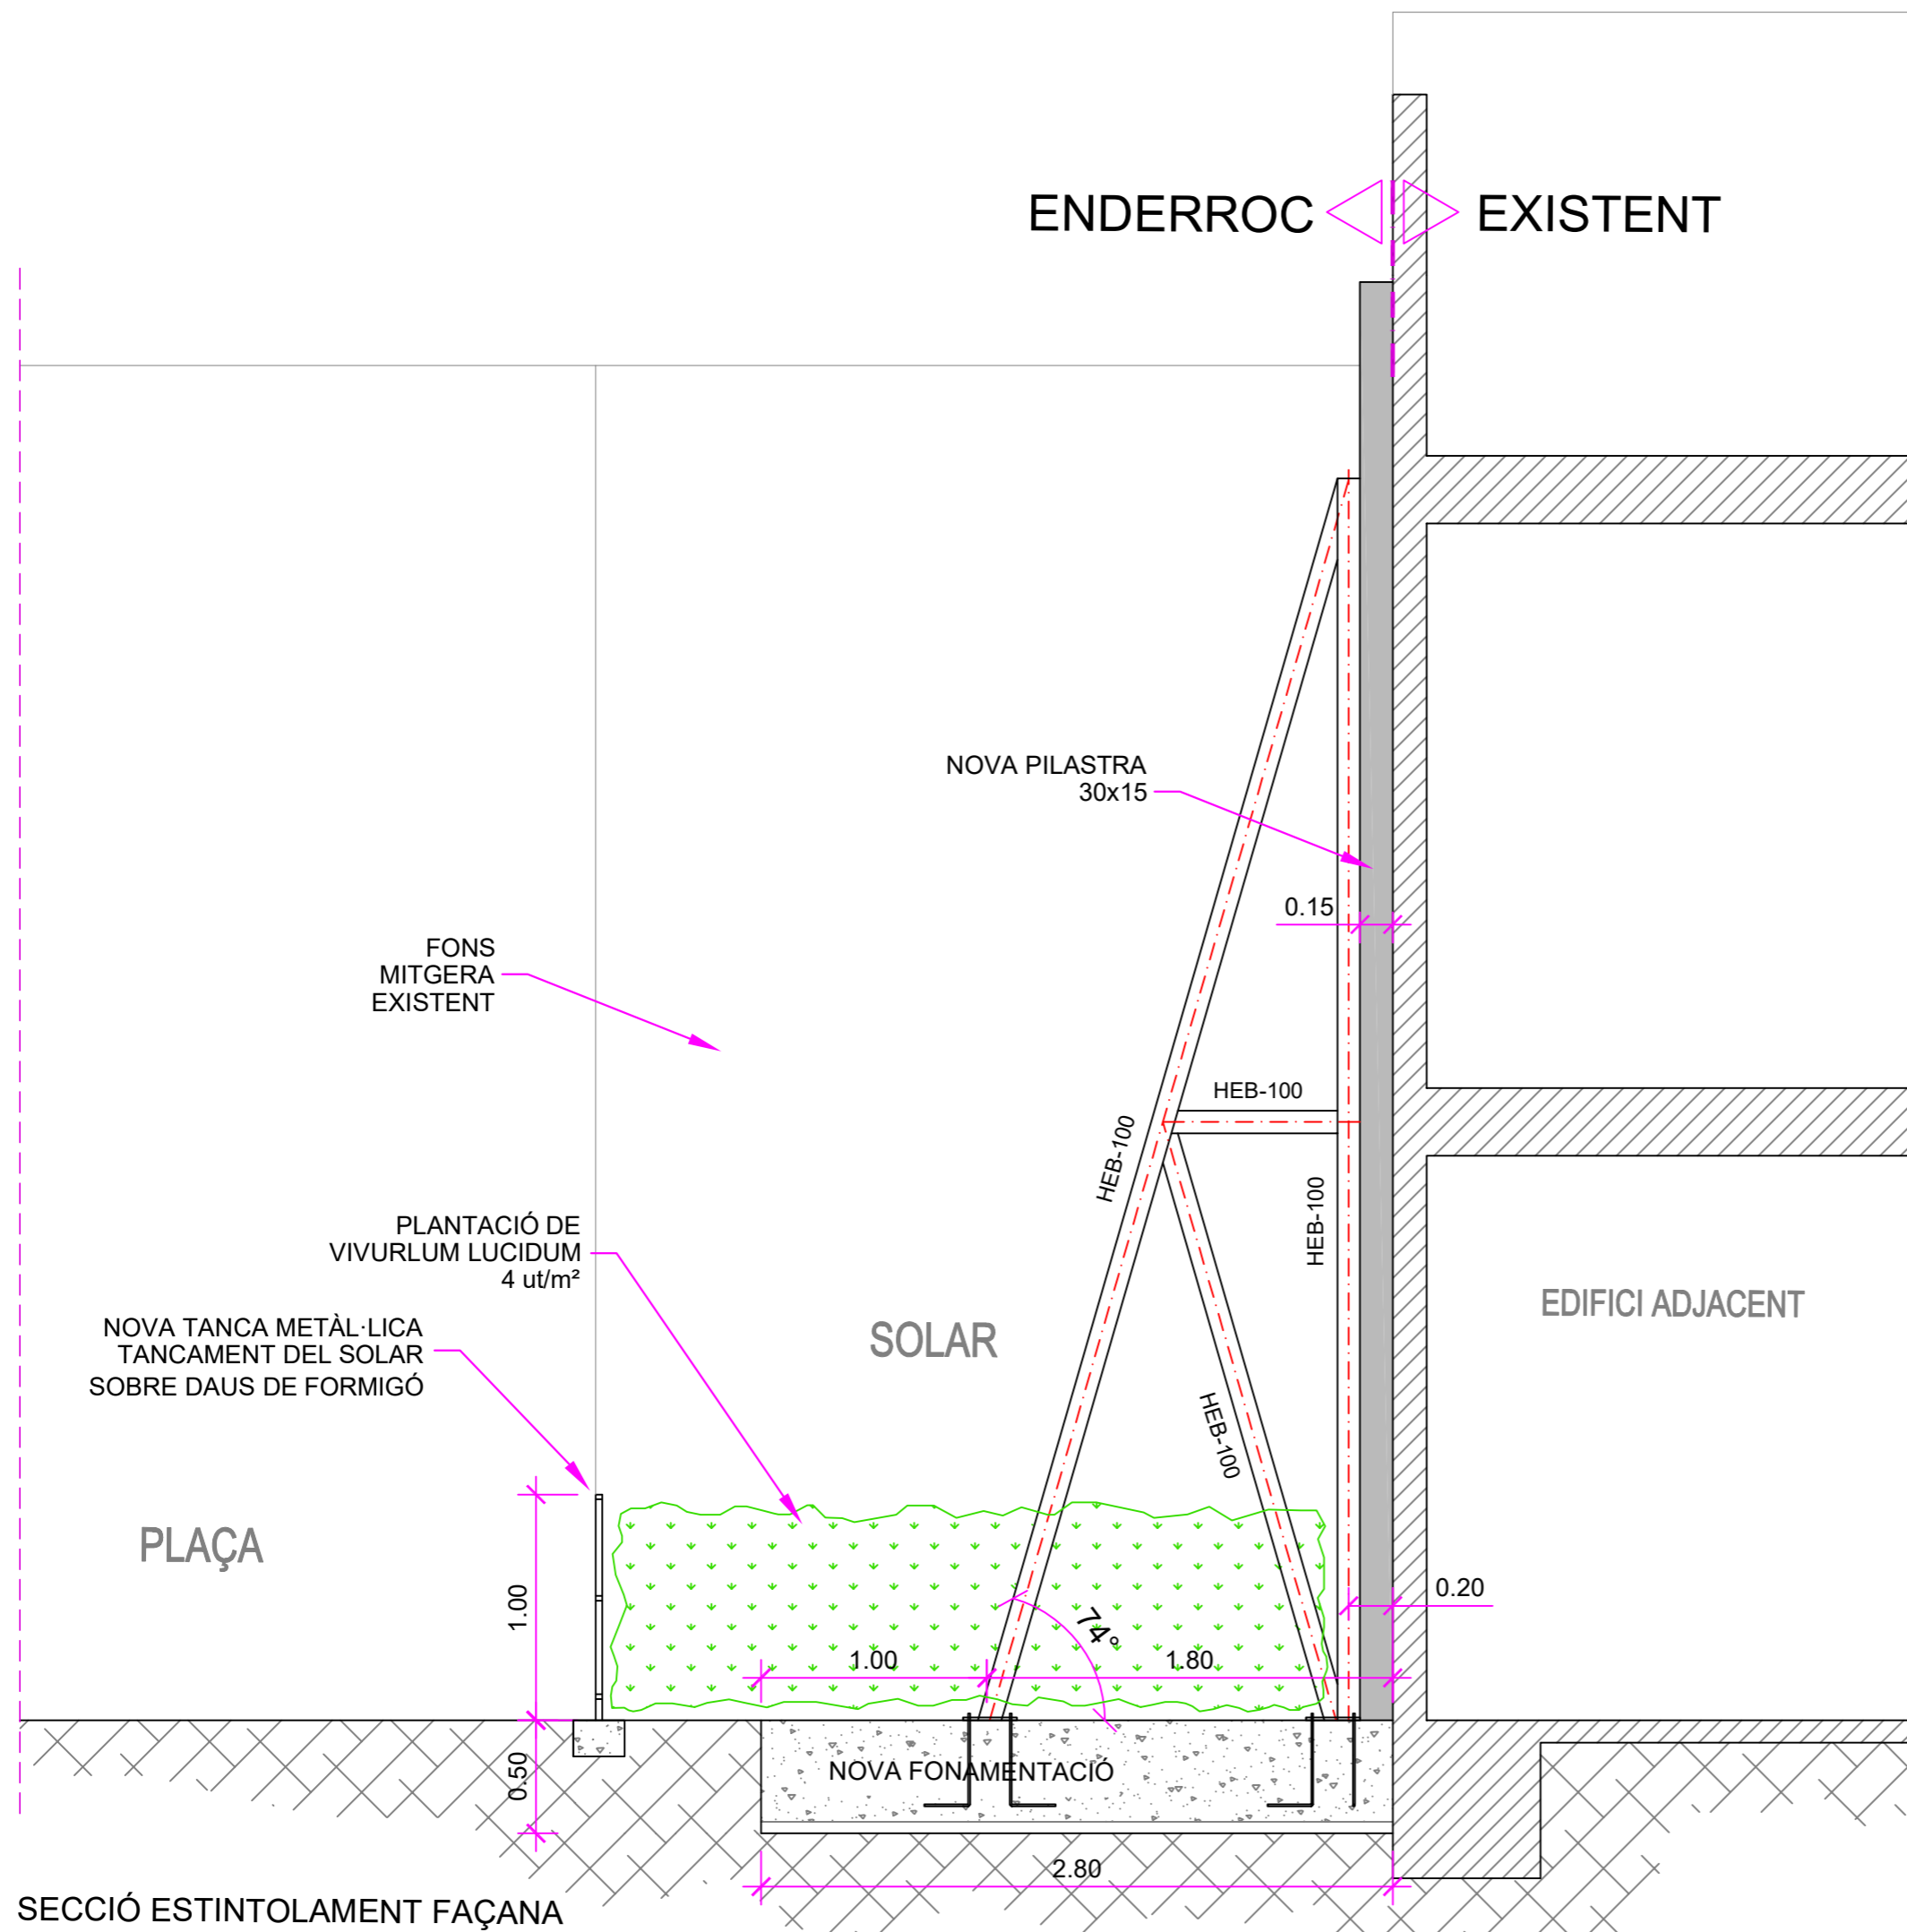 ENDERROC
EXISTENT
NOVA PILASTRA
30x15
0.15
FONS
MITGERA
EXISTENT
HEB-100
HEB-100
HEB-100
PLANTACIÓ DE
VIVURLUM LUCIDUM
4 ut/m²
EDIFICI ADJACENT
NOVA TANCA METÀL·LICA
TANCAMENT DEL SOLAR
SOBRE DAUS DE FORMIGÓ
SOLAR
HEB-100
PLAÇA
1.00
0.20
74°
1.00
1.80
0.50
NOVA FONAMENTACIÓ
2.80
SECCIÓ ESTINTOLAMENT FAÇANA